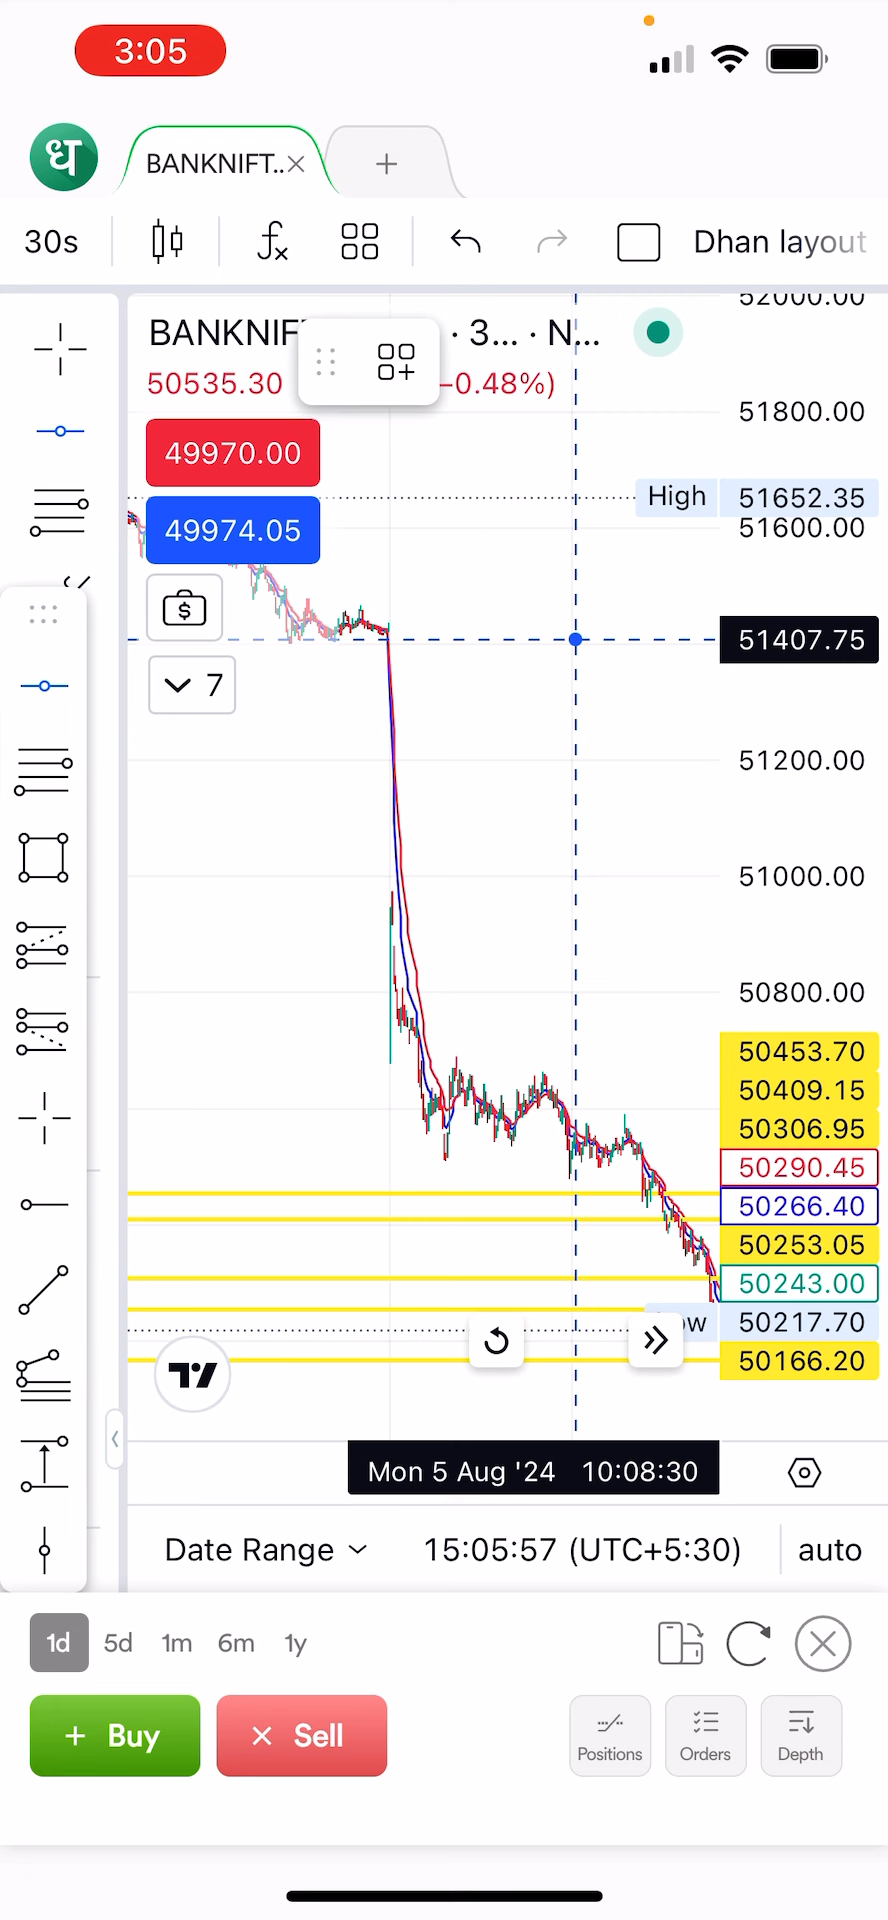 3:05
ध
BANKNIFT..
30s
Dhan layout
52000.00
BANKNIF · 3... · N...
50535.30 −0.48%)
51800.00
49970.00
High 51652.35
49974.05
51600.00
51407.75
7
51200.00
51000.00
50800.00
50453.70
50409.15
50306.95
50290.45
50266.40
50253.05
50243.00
50217.70
50166.20
Mon 5 Aug '24 10:08:30
Date Range 15:05:57 (UTC+5:30) auto
1d 5d 1m 6m 1y
+ Buy × Sell
Positions Orders Depth